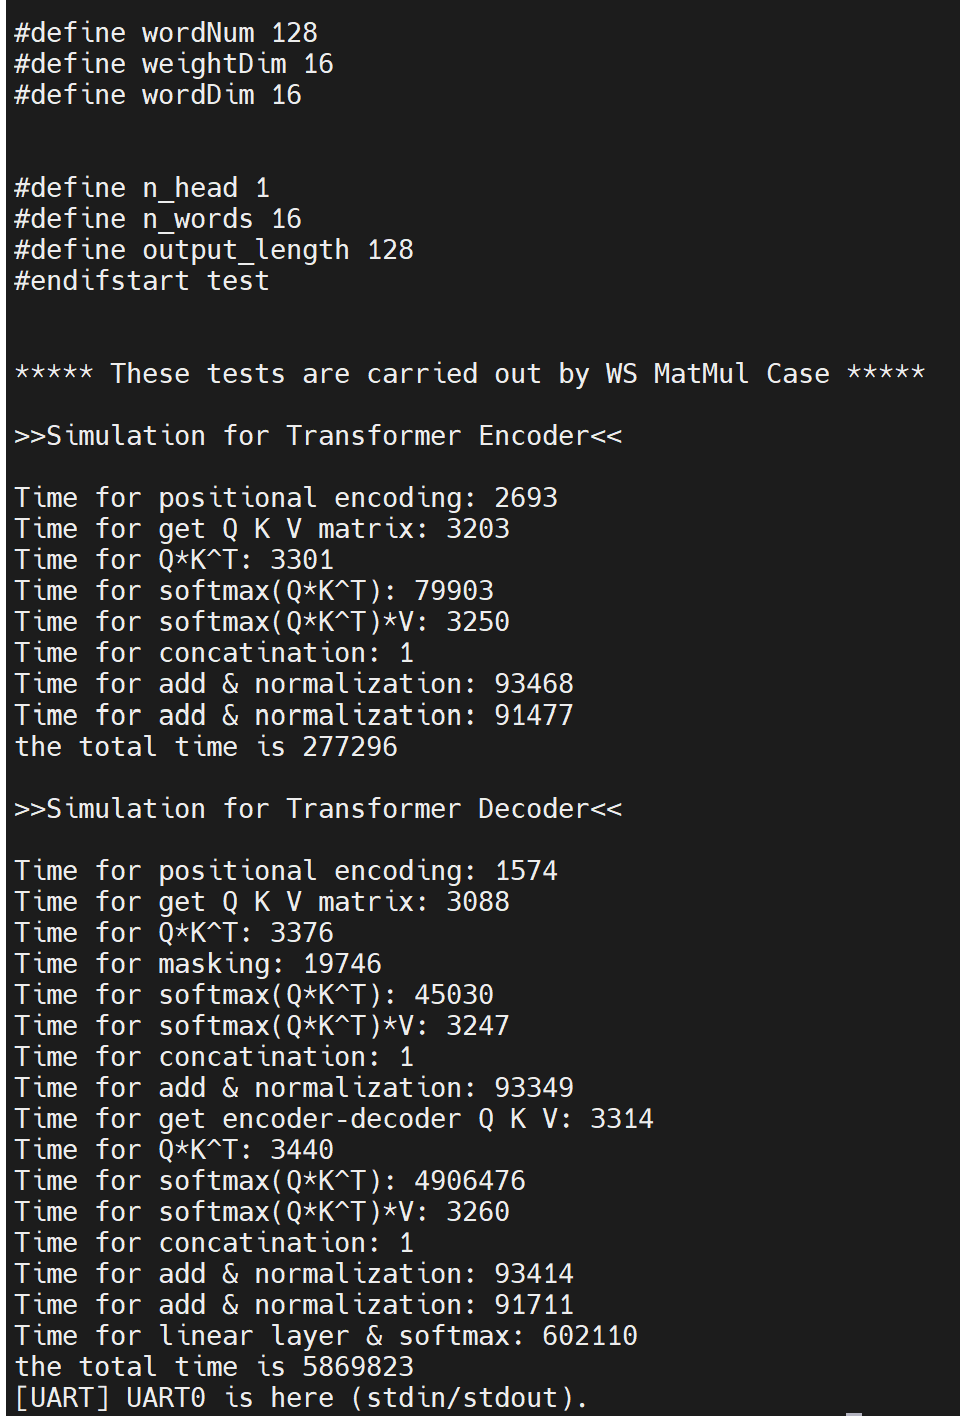 #define wordNum 128
#define weightDim 16
#define wordDim 16
#define n_head 1
#define n_words 16
#define output_length 128
#endifstart test
***** These tests are carried out by WS MatMul Case *****
>>Simulation for Transformer Encoder<<
Time for positional encoding: 2693
Time for get Q K V matrix: 3203
Time for Q*K^T: 3301
Time for softmax(Q*K^T): 79903
Time for softmax(Q*K^T)*V: 3250
Time for concatination: 1
Time for add & normalization: 93468
Time for add & normalization: 91477
the total time is 277296
>>Simulation for Transformer Decoder<<
Time for positional encoding: 1574
Time for get Q K V matrix: 3088
Time for Q*K^T: 3376
Time for masking: 19746
Time for softmax(Q*K^T): 45030
Time for softmax(Q*K^T)*V: 3247
Time for concatination: 1
Time for add & normalization: 93349
Time for get encoder-decoder Q K V: 3314
Time for Q*K^T: 3440
Time for softmax(Q*K^T): 4906476
Time for softmax(Q*K^T)*V: 3260
Time for concatination: 1
Time for add & normalization: 93414
Time for add & normalization: 91711
Time for linear layer & softmax: 602110
the total time is 5869823
[UART] UART0 is here (stdin/stdout).